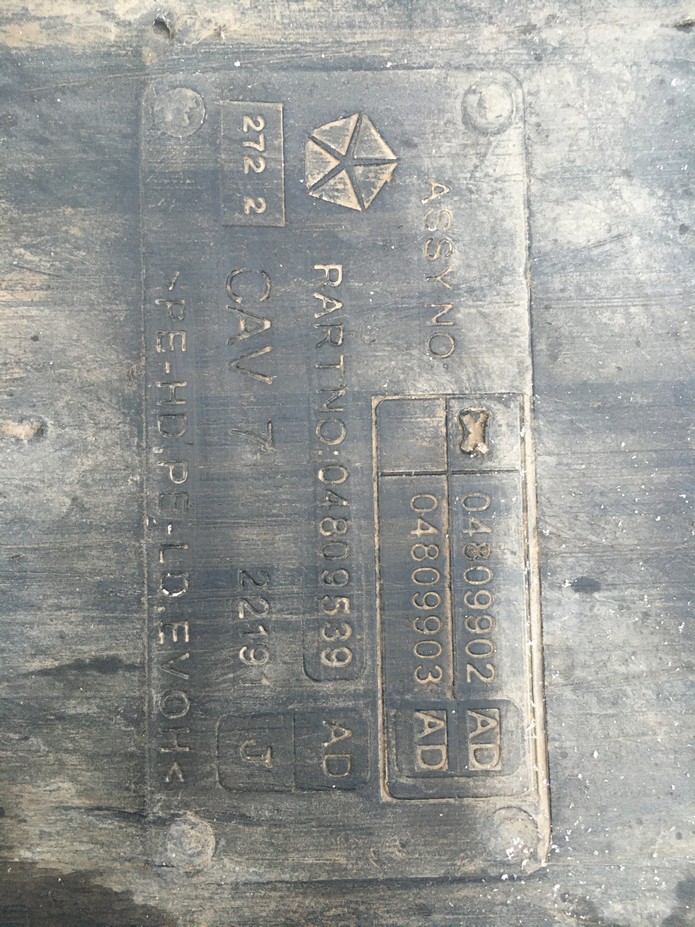 ASSY NO.
X 04809902 AD
04809903 AD
PART NO:04809539 AD
272 2
CAV 7 22191 J
>PE-HD,PE-LD,EVOH<